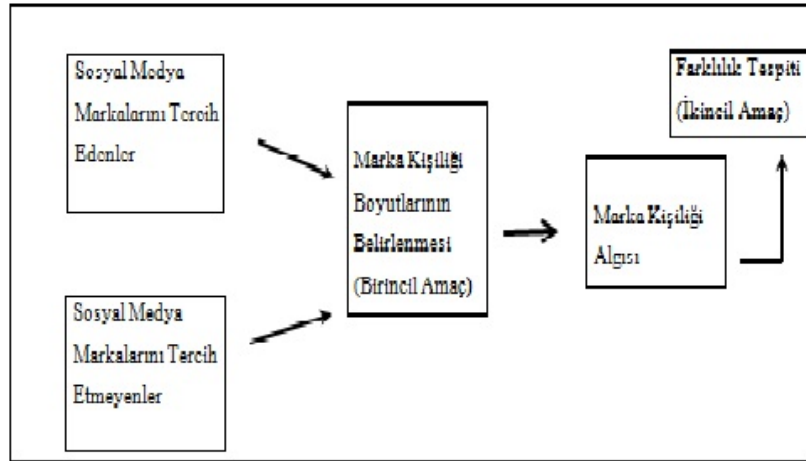 Sosyal Medya
Markalarını Tercih
Edenler
Sosyal Medya
Markalarını Tercih
Etmeyenler
Marka Kişiliği
Boyutlarının
Belirlenmesi
(Birincil Amaç)
Marka Kişiliği
Algısı
Farklılık Tespiti
(İkincil Amaç)